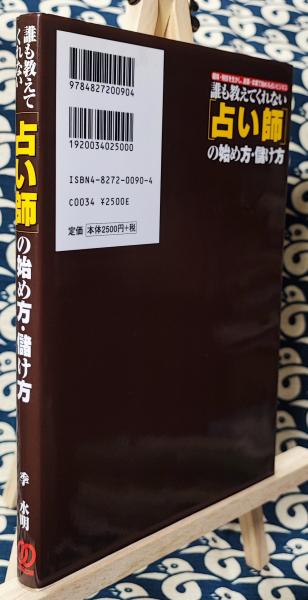 誰も教えてくれない
「占い師」
の始め方・儲け方
季 水明
9784827200904
1920034025000
ISBN4-8272-0090-4
C0034 ¥2500E
定価 本体2500円+税
誰も教えてくれない
「占い師」
の始め方・儲け方